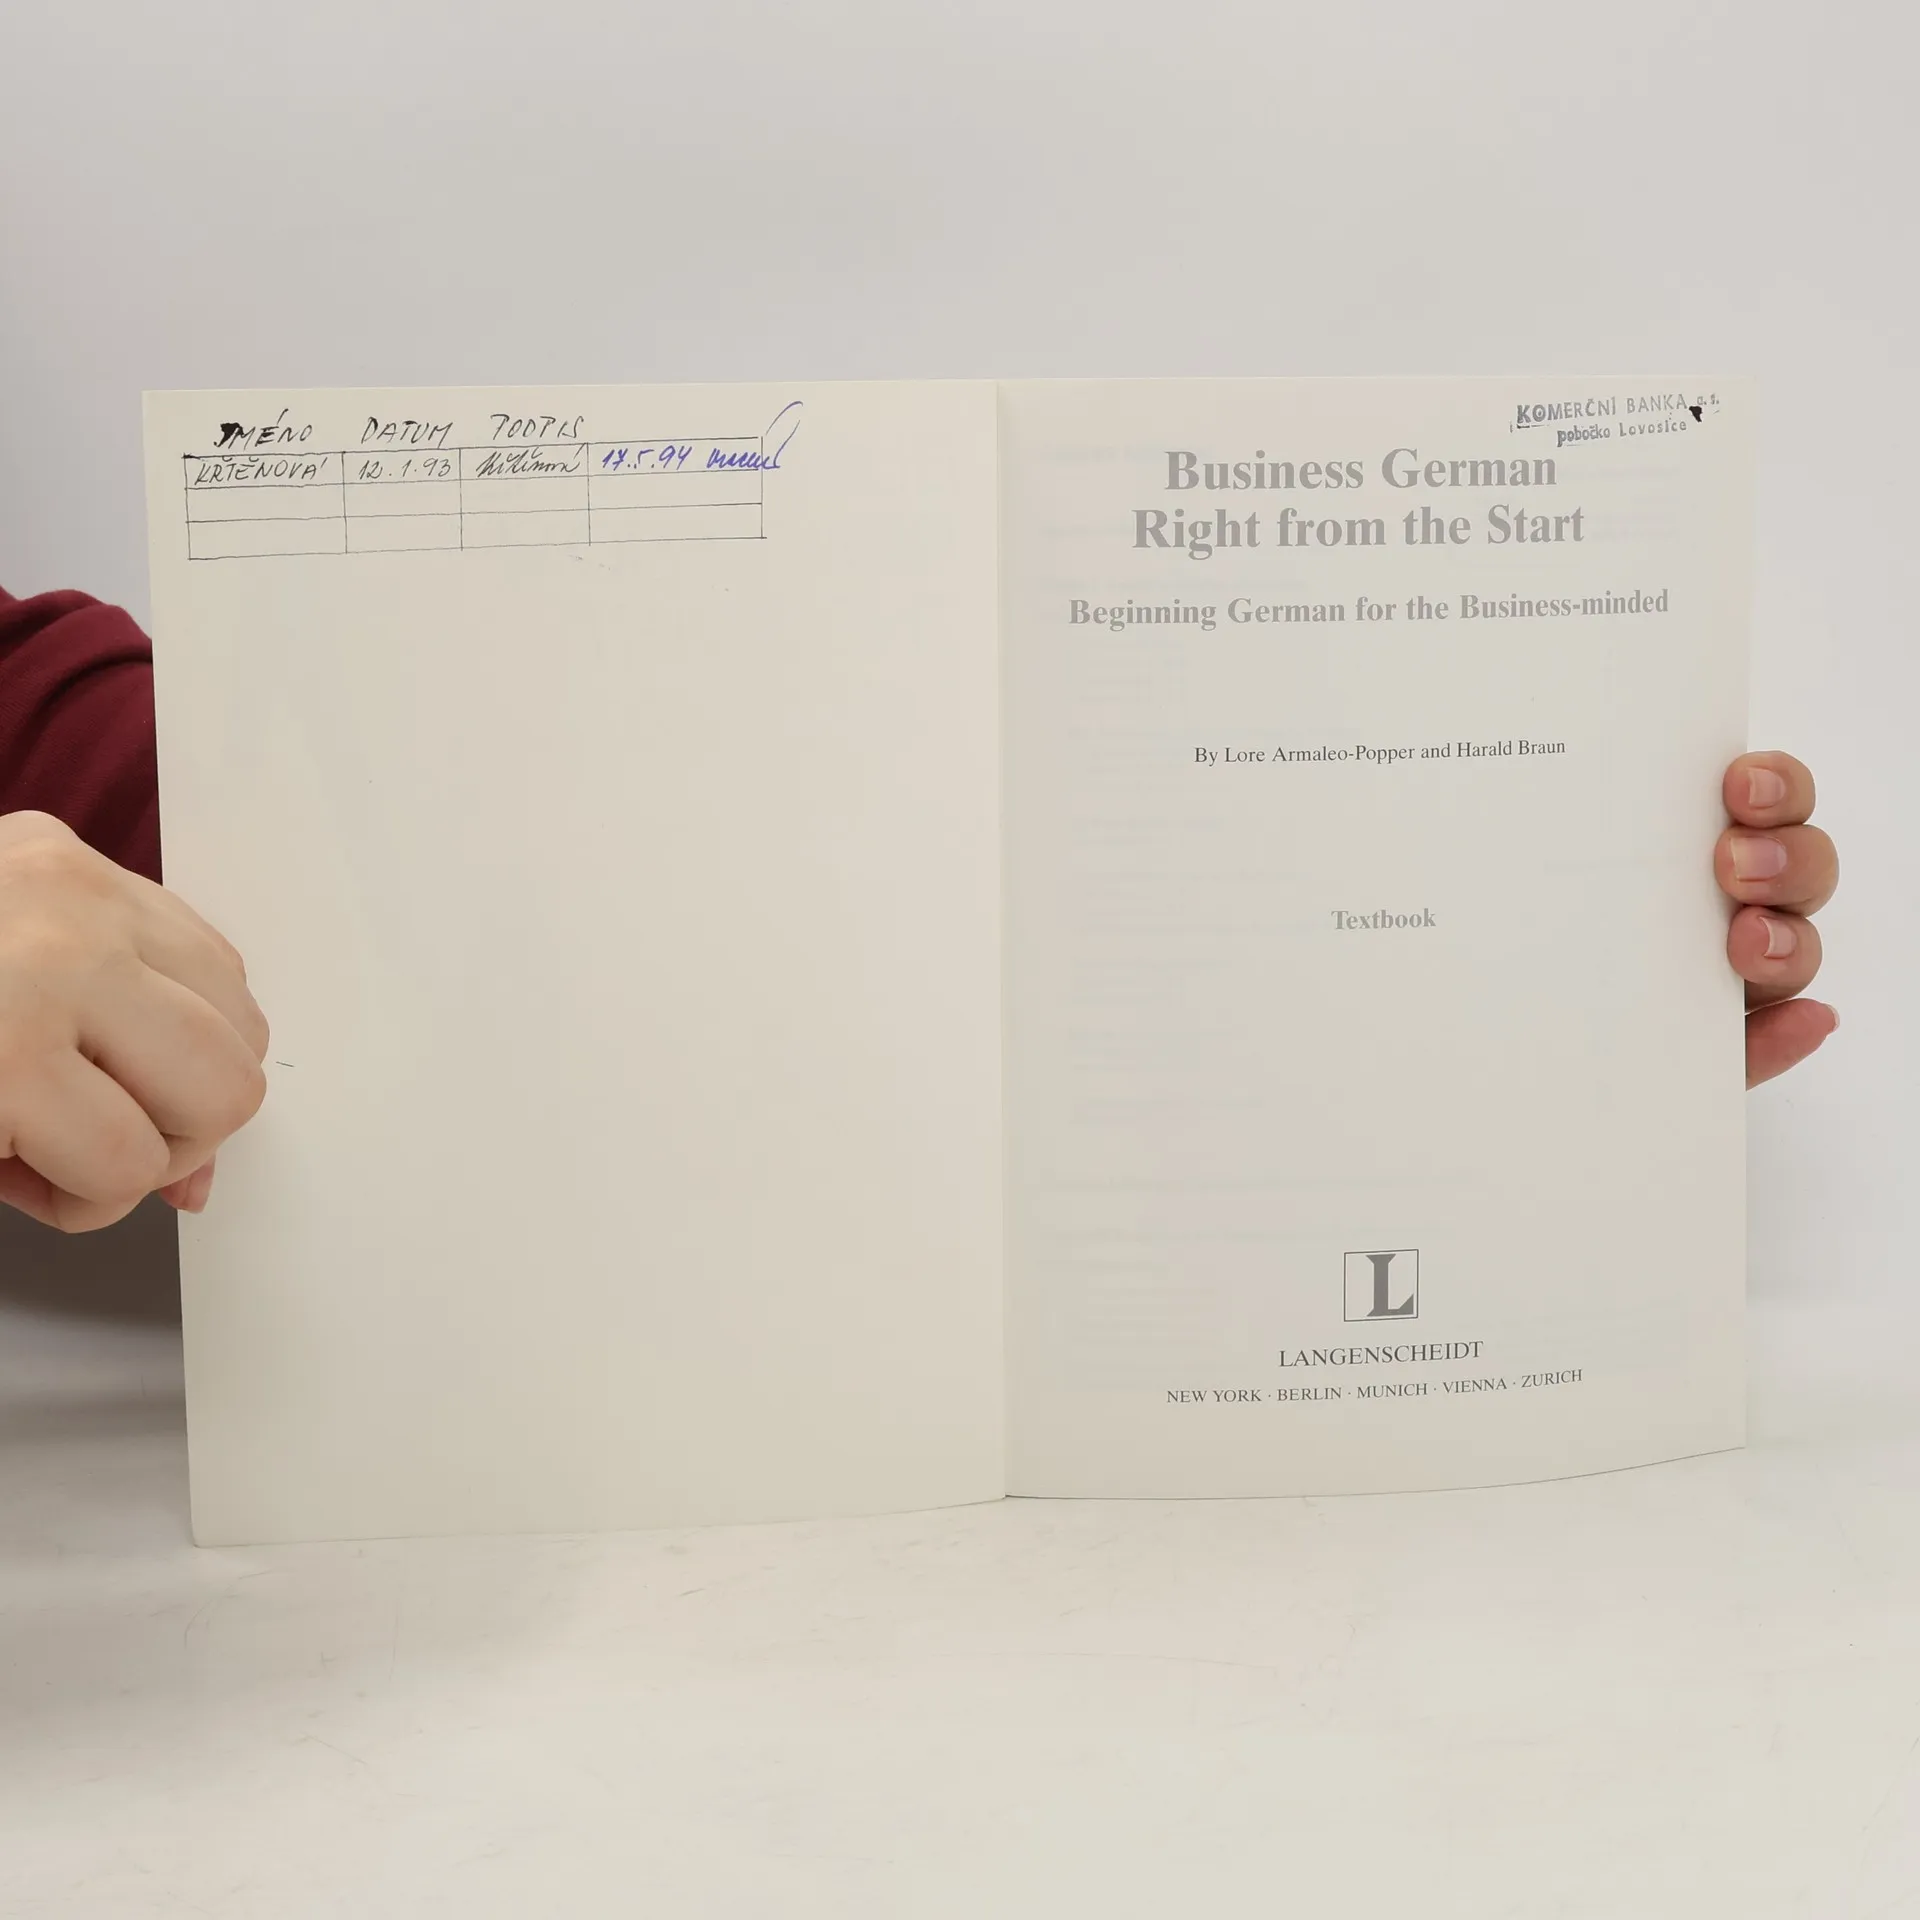 JMÉNO DATUM PODPIS
KRTĚNOVÁ 12.1.93 17.5.94
KOMERČNÍ BANKA a. s.
pobočka Lovosice
Business German
Right from the Start
Beginning German for the Business-minded
By Lore Armaleo-Popper and Harald Braun
Textbook
L
LANGENSCHEIDT
NEW YORK · BERLIN · MUNICH · VIENNA · ZURICH